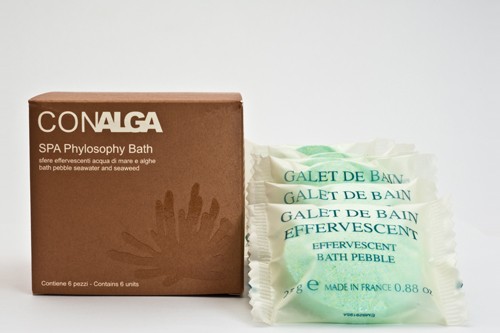 CONALGA
SPA Phylosophy Bath
sfere effervescenti acqua di mare e alghe
bath pebble seawater and seaweed
Contiene 6 pezzi - Contains 6 units
GALET DE BAIN
GALET DE BAIN
GALET DE BAIN
EFFERVESCENT
EFFERVESCENT
BATH PEBBLE
25g e MADE IN FRANCE 0.88 oz